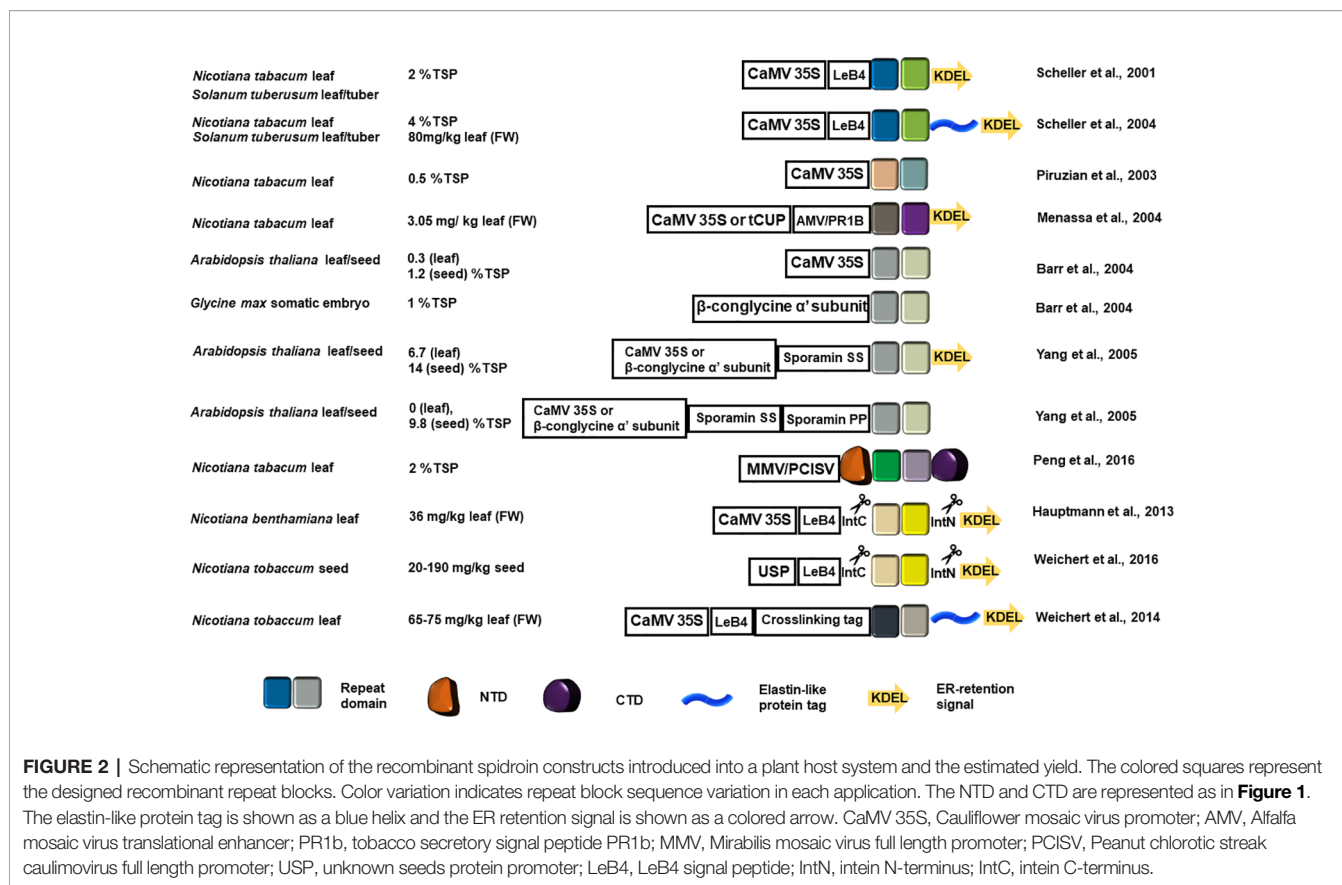 Nicotiana tabacum leaf 2 %TSP CaMV 35S LeB4 KDEL Scheller et al., 2001
Solanum tuberusum leaf/tuber
Nicotiana tabacum leaf 4 %TSP CaMV 35S LeB4 KDEL Scheller et al., 2004
Solanum tuberusum leaf/tuber 80mg/kg leaf (FW)
Nicotiana tabacum leaf 0.5 %TSP CaMV 35S Piruzian et al., 2003
Nicotiana tabacum leaf 3.05 mg/ kg leaf (FW) CaMV 35S or tCUP AMV/PR1B KDEL Menassa et al., 2004
Arabidopsis thaliana leaf/seed 0.3 (leaf) CaMV 35S Barr et al., 2004
1.2 (seed) %TSP
Glycine max somatic embryo 1 %TSP β-conglycine α' subunit Barr et al., 2004
Arabidopsis thaliana leaf/seed 6.7 (leaf) CaMV 35S or Sporamin SS KDEL Yang et al., 2005
14 (seed) %TSP β-conglycine α' subunit
Arabidopsis thaliana leaf/seed 0 (leaf), CaMV 35S or Sporamin SS Sporamin PP Yang et al., 2005
9.8 (seed) %TSP β-conglycine α' subunit
Nicotiana tabacum leaf 2 %TSP MMV/PCISV Peng et al., 2016
Nicotiana benthamiana leaf 36 mg/kg leaf (FW) CaMV 35S LeB4 IntC IntN KDEL Hauptmann et al., 2013
Nicotiana tobaccum seed 20-190 mg/kg seed USP LeB4 IntC IntN KDEL Weichert et al., 2016
Nicotiana tobaccum leaf 65-75 mg/kg leaf (FW) CaMV 35S LeB4 Crosslinking tag KDEL Weichert et al., 2014
Repeat domain NTD CTD Elastin-like protein tag KDEL ER-retention signal
FIGURE 2 | Schematic representation of the recombinant spidroin constructs introduced into a plant host system and the estimated yield. The colored squares represent
the designed recombinant repeat blocks. Color variation indicates repeat block sequence variation in each application. The NTD and CTD are represented as in Figure 1.
The elastin-like protein tag is shown as a blue helix and the ER retention signal is shown as a colored arrow. CaMV 35S, Cauliflower mosaic virus promoter; AMV, Alfalfa
mosaic virus translational enhancer; PR1b, tobacco secretory signal peptide PR1b; MMV, Mirabilis mosaic virus full length promoter; PCISV, Peanut chlorotic streak
caulimovirus full length promoter; USP, unknown seeds protein promoter; LeB4, LeB4 signal peptide; IntN, intein N-terminus; IntC, intein C-terminus.